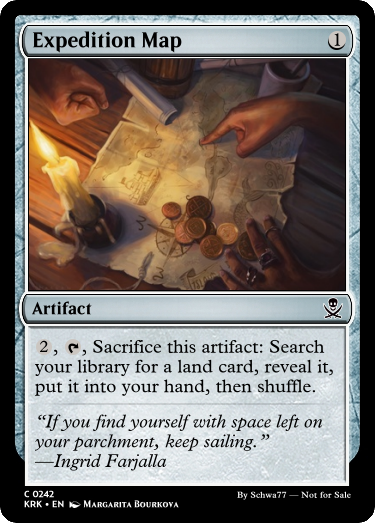 Expedition Map 1
Artifact
2, , Sacrifice this artifact: Search
your library for a land card, reveal it,
put it into your hand, then shuffle.
“If you find yourself with space left on
your parchment, keep sailing.”
—Ingrid Farjalla
C 0242
KRK • EN Margarita Bourkova
By Schwa77 — Not for Sale